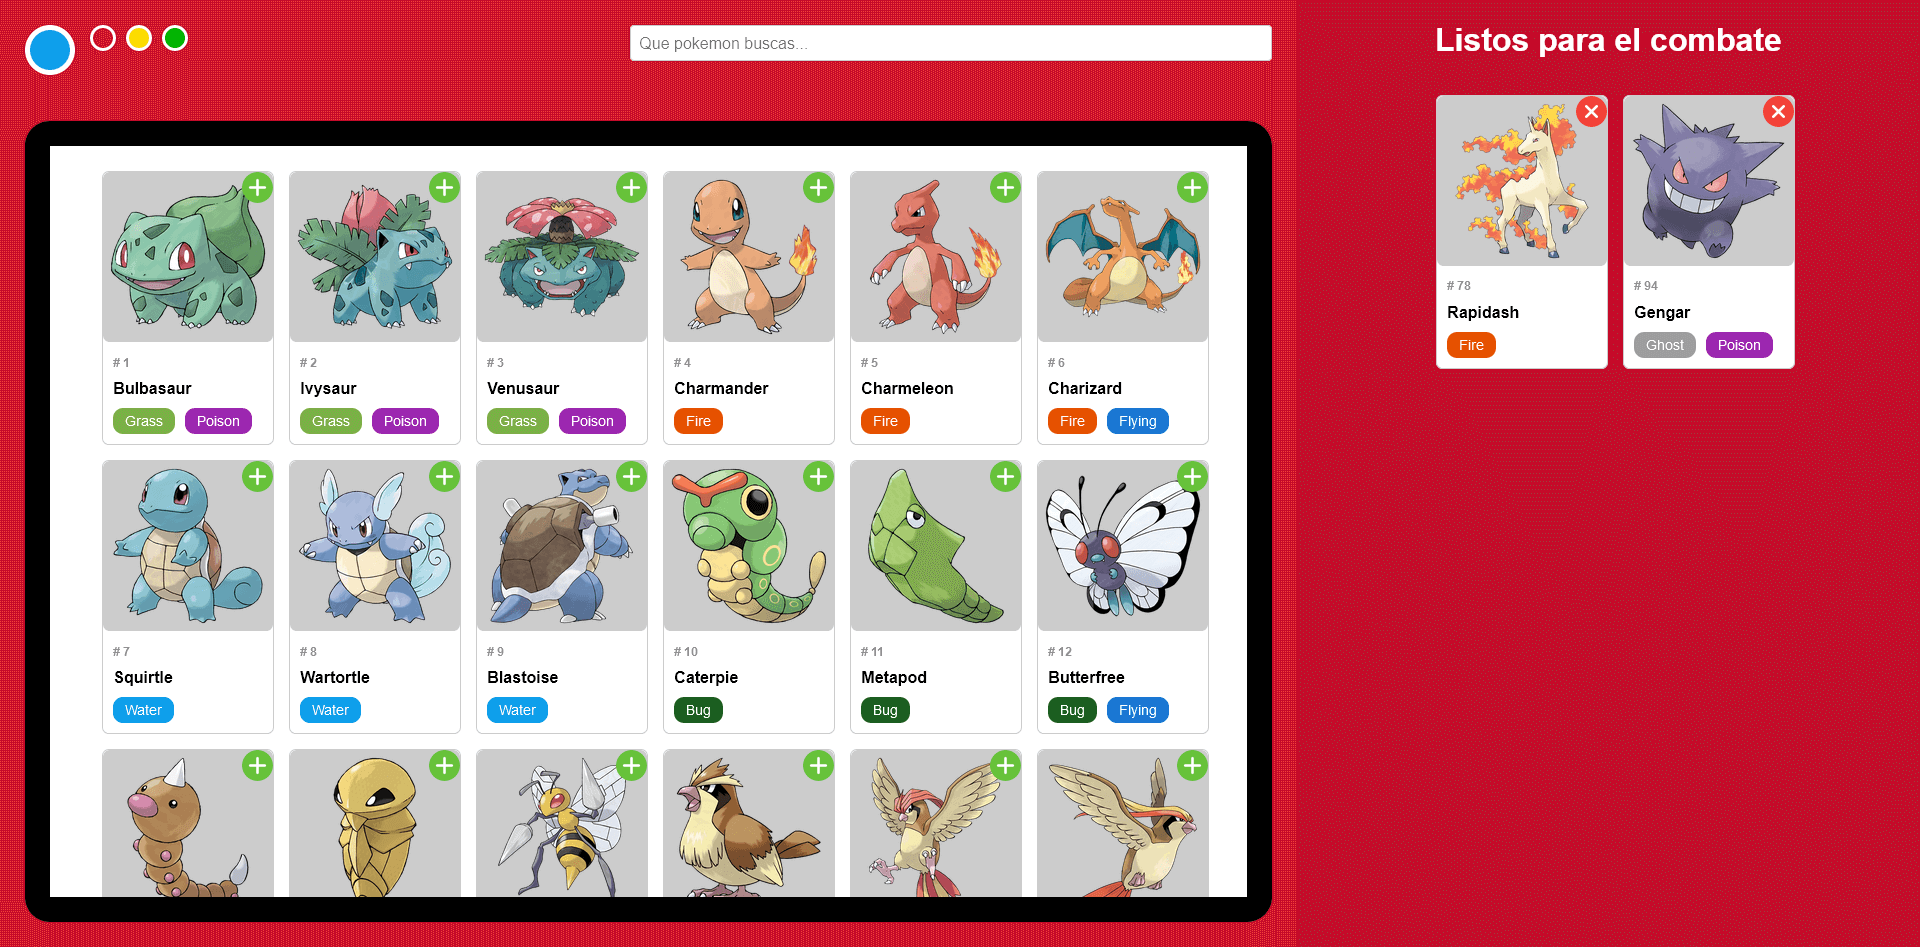 Que pokemon buscas...
Listos para el combate
# 78
Rapidash
Fire
# 94
Gengar
Ghost Poison
# 1
Bulbasaur
Grass Poison
# 2
Ivysaur
Grass Poison
# 3
Venusaur
Grass Poison
# 4
Charmander
Fire
# 5
Charmeleon
Fire
# 6
Charizard
Fire Flying
# 7
Squirtle
Water
# 8
Wartortle
Water
# 9
Blastoise
Water
# 10
Caterpie
Bug
# 11
Metapod
Bug
# 12
Butterfree
Bug Flying